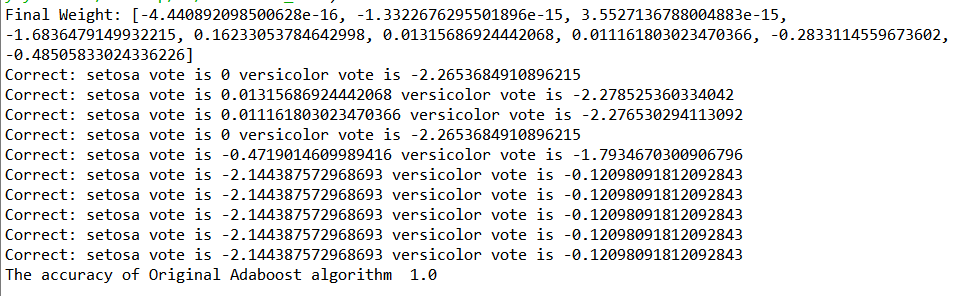 Final Weight: [-4.440892098500628e-16, -1.3322676295501896e-15, 3.5527136788004883e-15,
-1.6836479149932215, 0.16233053784642998, 0.01315686924442068, 0.011161803023470366, -0.2833114559673602,
-0.48505833024336226]
Correct: setosa vote is 0 versicolor vote is -2.2653684910896215
Correct: setosa vote is 0.01315686924442068 versicolor vote is -2.278525360334042
Correct: setosa vote is 0.011161803023470366 versicolor vote is -2.276530294113092
Correct: setosa vote is 0 versicolor vote is -2.2653684910896215
Correct: setosa vote is -0.4719014609989416 versicolor vote is -1.7934670300906796
Correct: setosa vote is -2.144387572968693 versicolor vote is -0.12098091812092843
Correct: setosa vote is -2.144387572968693 versicolor vote is -0.12098091812092843
Correct: setosa vote is -2.144387572968693 versicolor vote is -0.12098091812092843
Correct: setosa vote is -2.144387572968693 versicolor vote is -0.12098091812092843
Correct: setosa vote is -2.144387572968693 versicolor vote is -0.12098091812092843
The accuracy of Original Adaboost algorithm  1.0